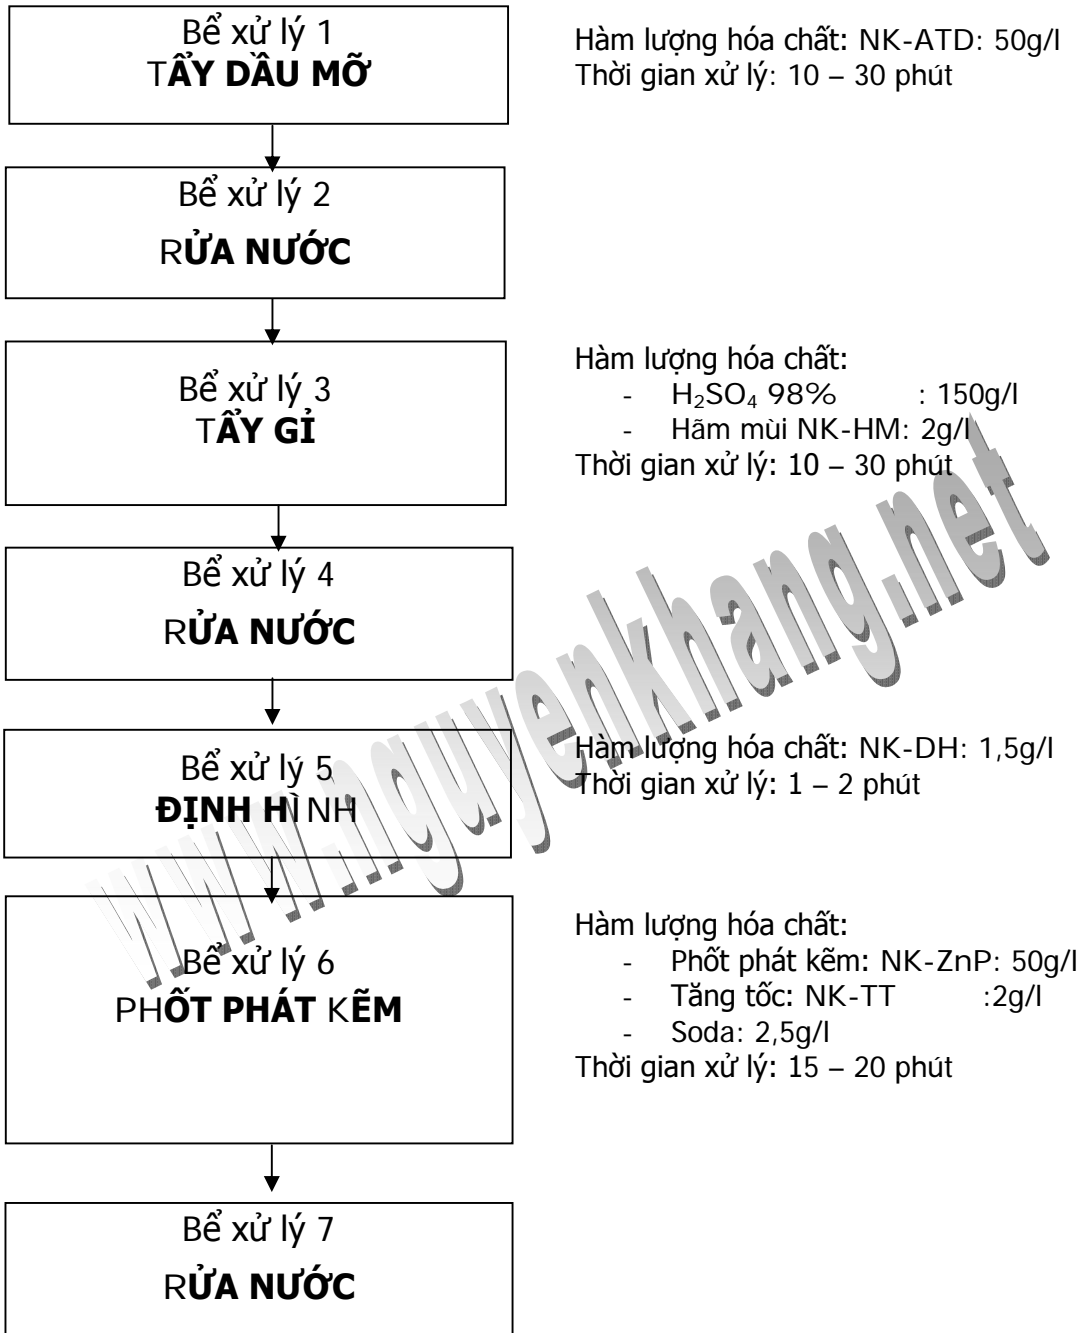 Bể xử lý 1
TẨY DẦU MỠ
Hàm lượng hóa chất: NK-ATD: 50g/l
Thời gian xử lý: 10 – 30 phút
Bể xử lý 2
RỬA NƯỚC
Bể xử lý 3
TẨY GỈ
Hàm lượng hóa chất:
- H₂SO₄ 98% : 150g/l
- Hãm mùi NK-HM: 2g/l
Thời gian xử lý: 10 – 30 phút
Bể xử lý 4
RỬA NƯỚC
Bể xử lý 5
ĐỊNH HÌNH
Hàm lượng hóa chất: NK-DH: 1,5g/l
Thời gian xử lý: 1 – 2 phút
Bể xử lý 6
PHỐT PHÁT KẼM
Hàm lượng hóa chất:
- Phốt phát kẽm: NK-ZnP: 50g/l
- Tăng tốc: NK-TT :2g/l
- Soda: 2,5g/l
Thời gian xử lý: 15 – 20 phút
Bể xử lý 7
RỬA NƯỚC
www.nguyenkhang.net